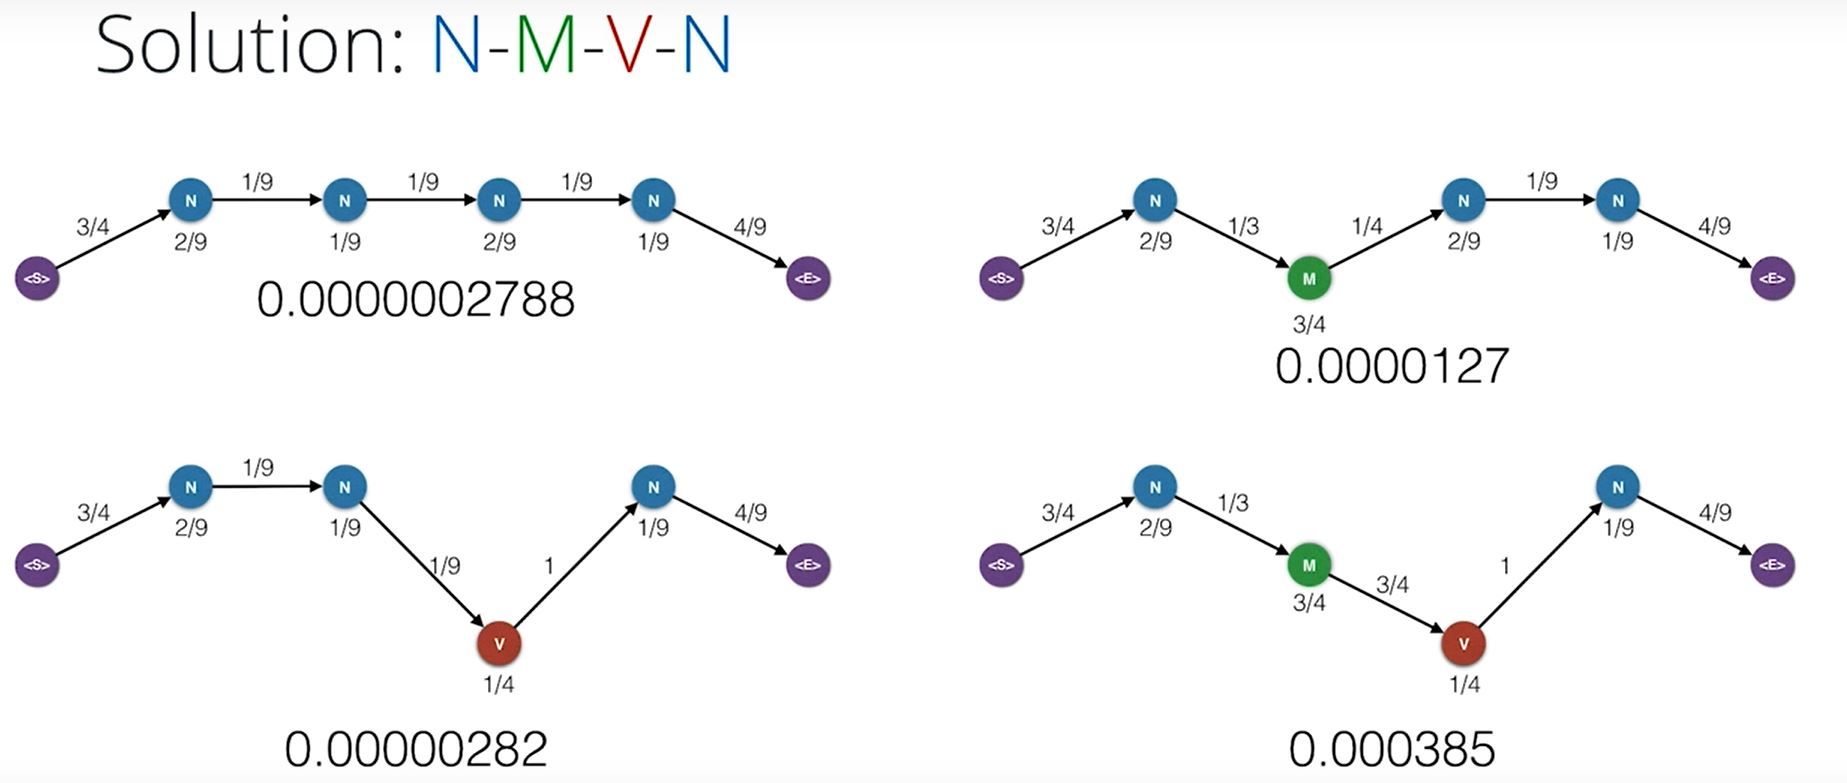 Solution: N-M-V-N
1/9 1/9 1/9
3/4 N N N N 4/9
2/9 1/9 2/9 1/9
<S> <E>
0.0000002788
1/9
3/4 N 1/3 1/4 N N 4/9
2/9 2/9 1/9
<S> M <E>
3/4
0.0000127
1/9
3/4 N N N 4/9
2/9 1/9 1/9
<S> 1/9 1 <E>
V
1/4
0.00000282
3/4 N 1/3 N 4/9
2/9 1/9
<S> M 3/4 1 <E>
3/4
V
1/4
0.000385